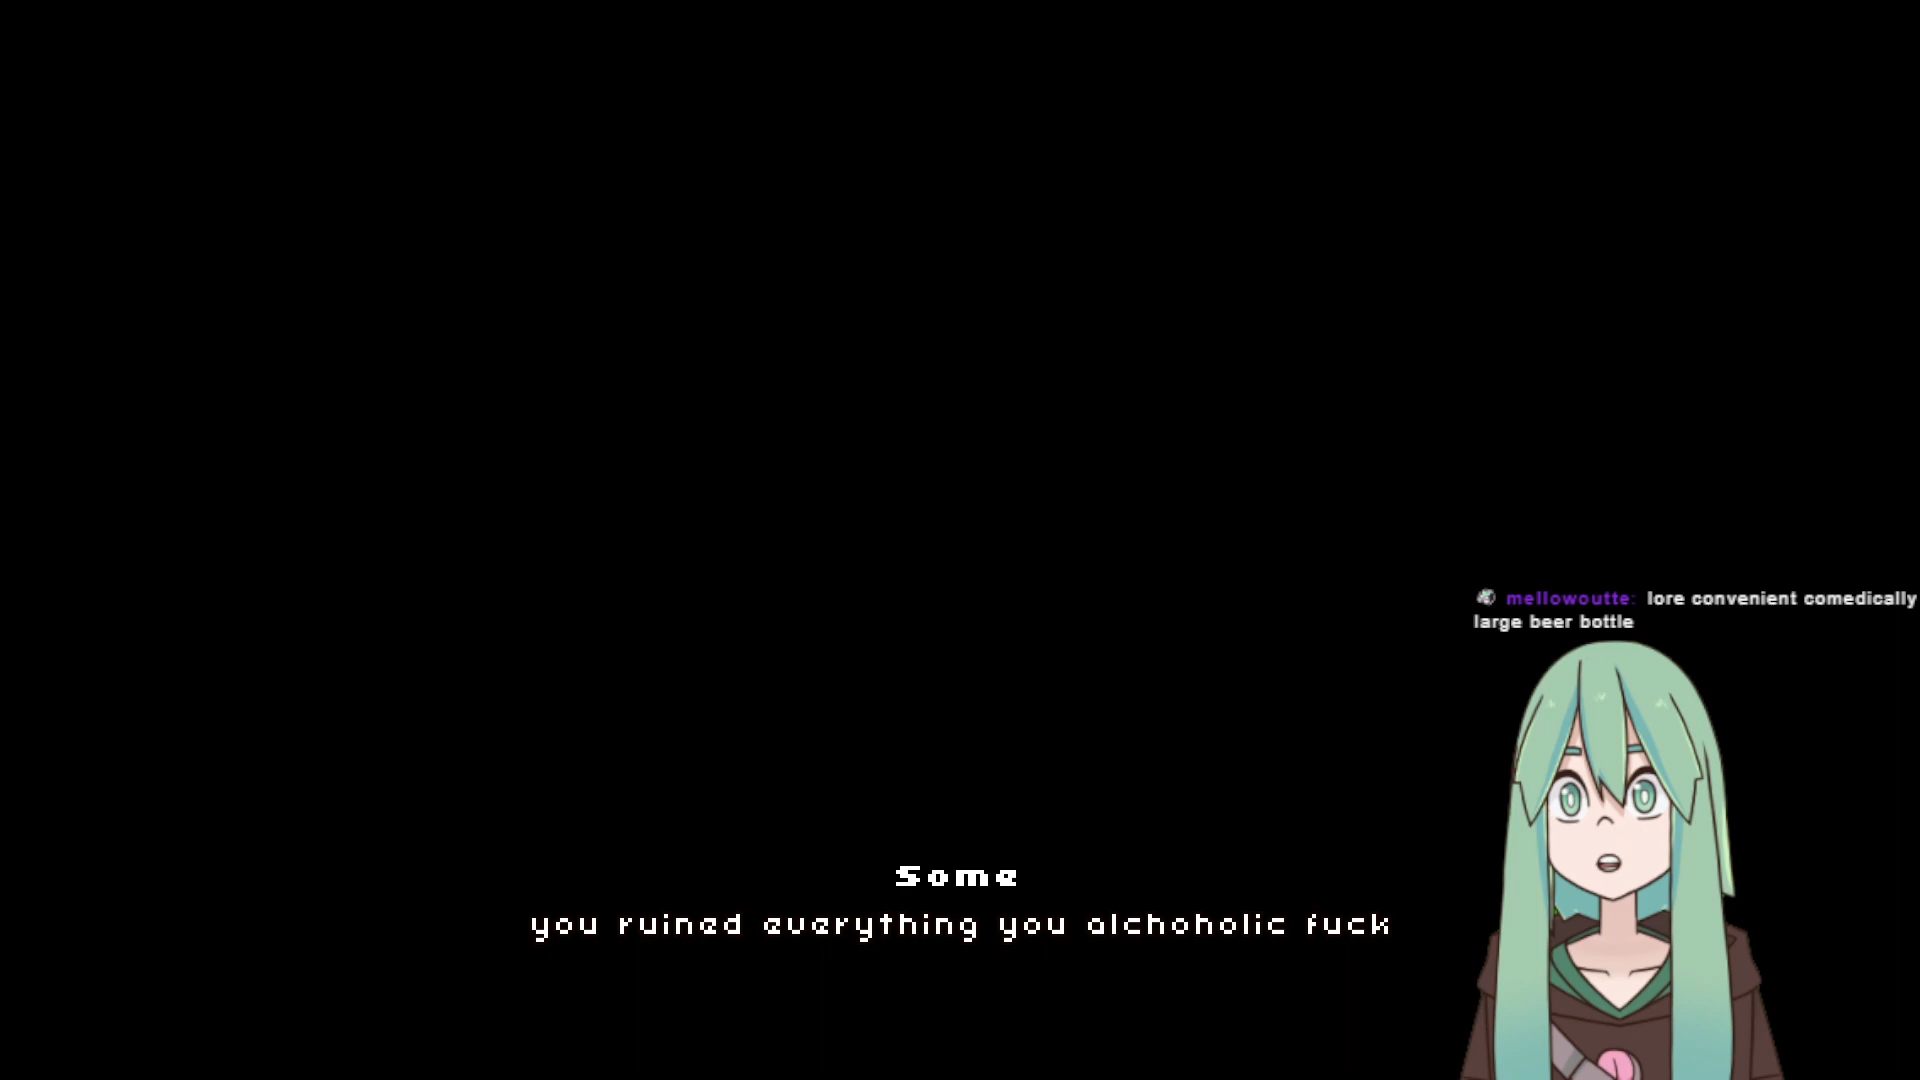 mellowoutte: lore convenient comedically
large beer bottle
Some
you ruined everything you alchoholic fuck